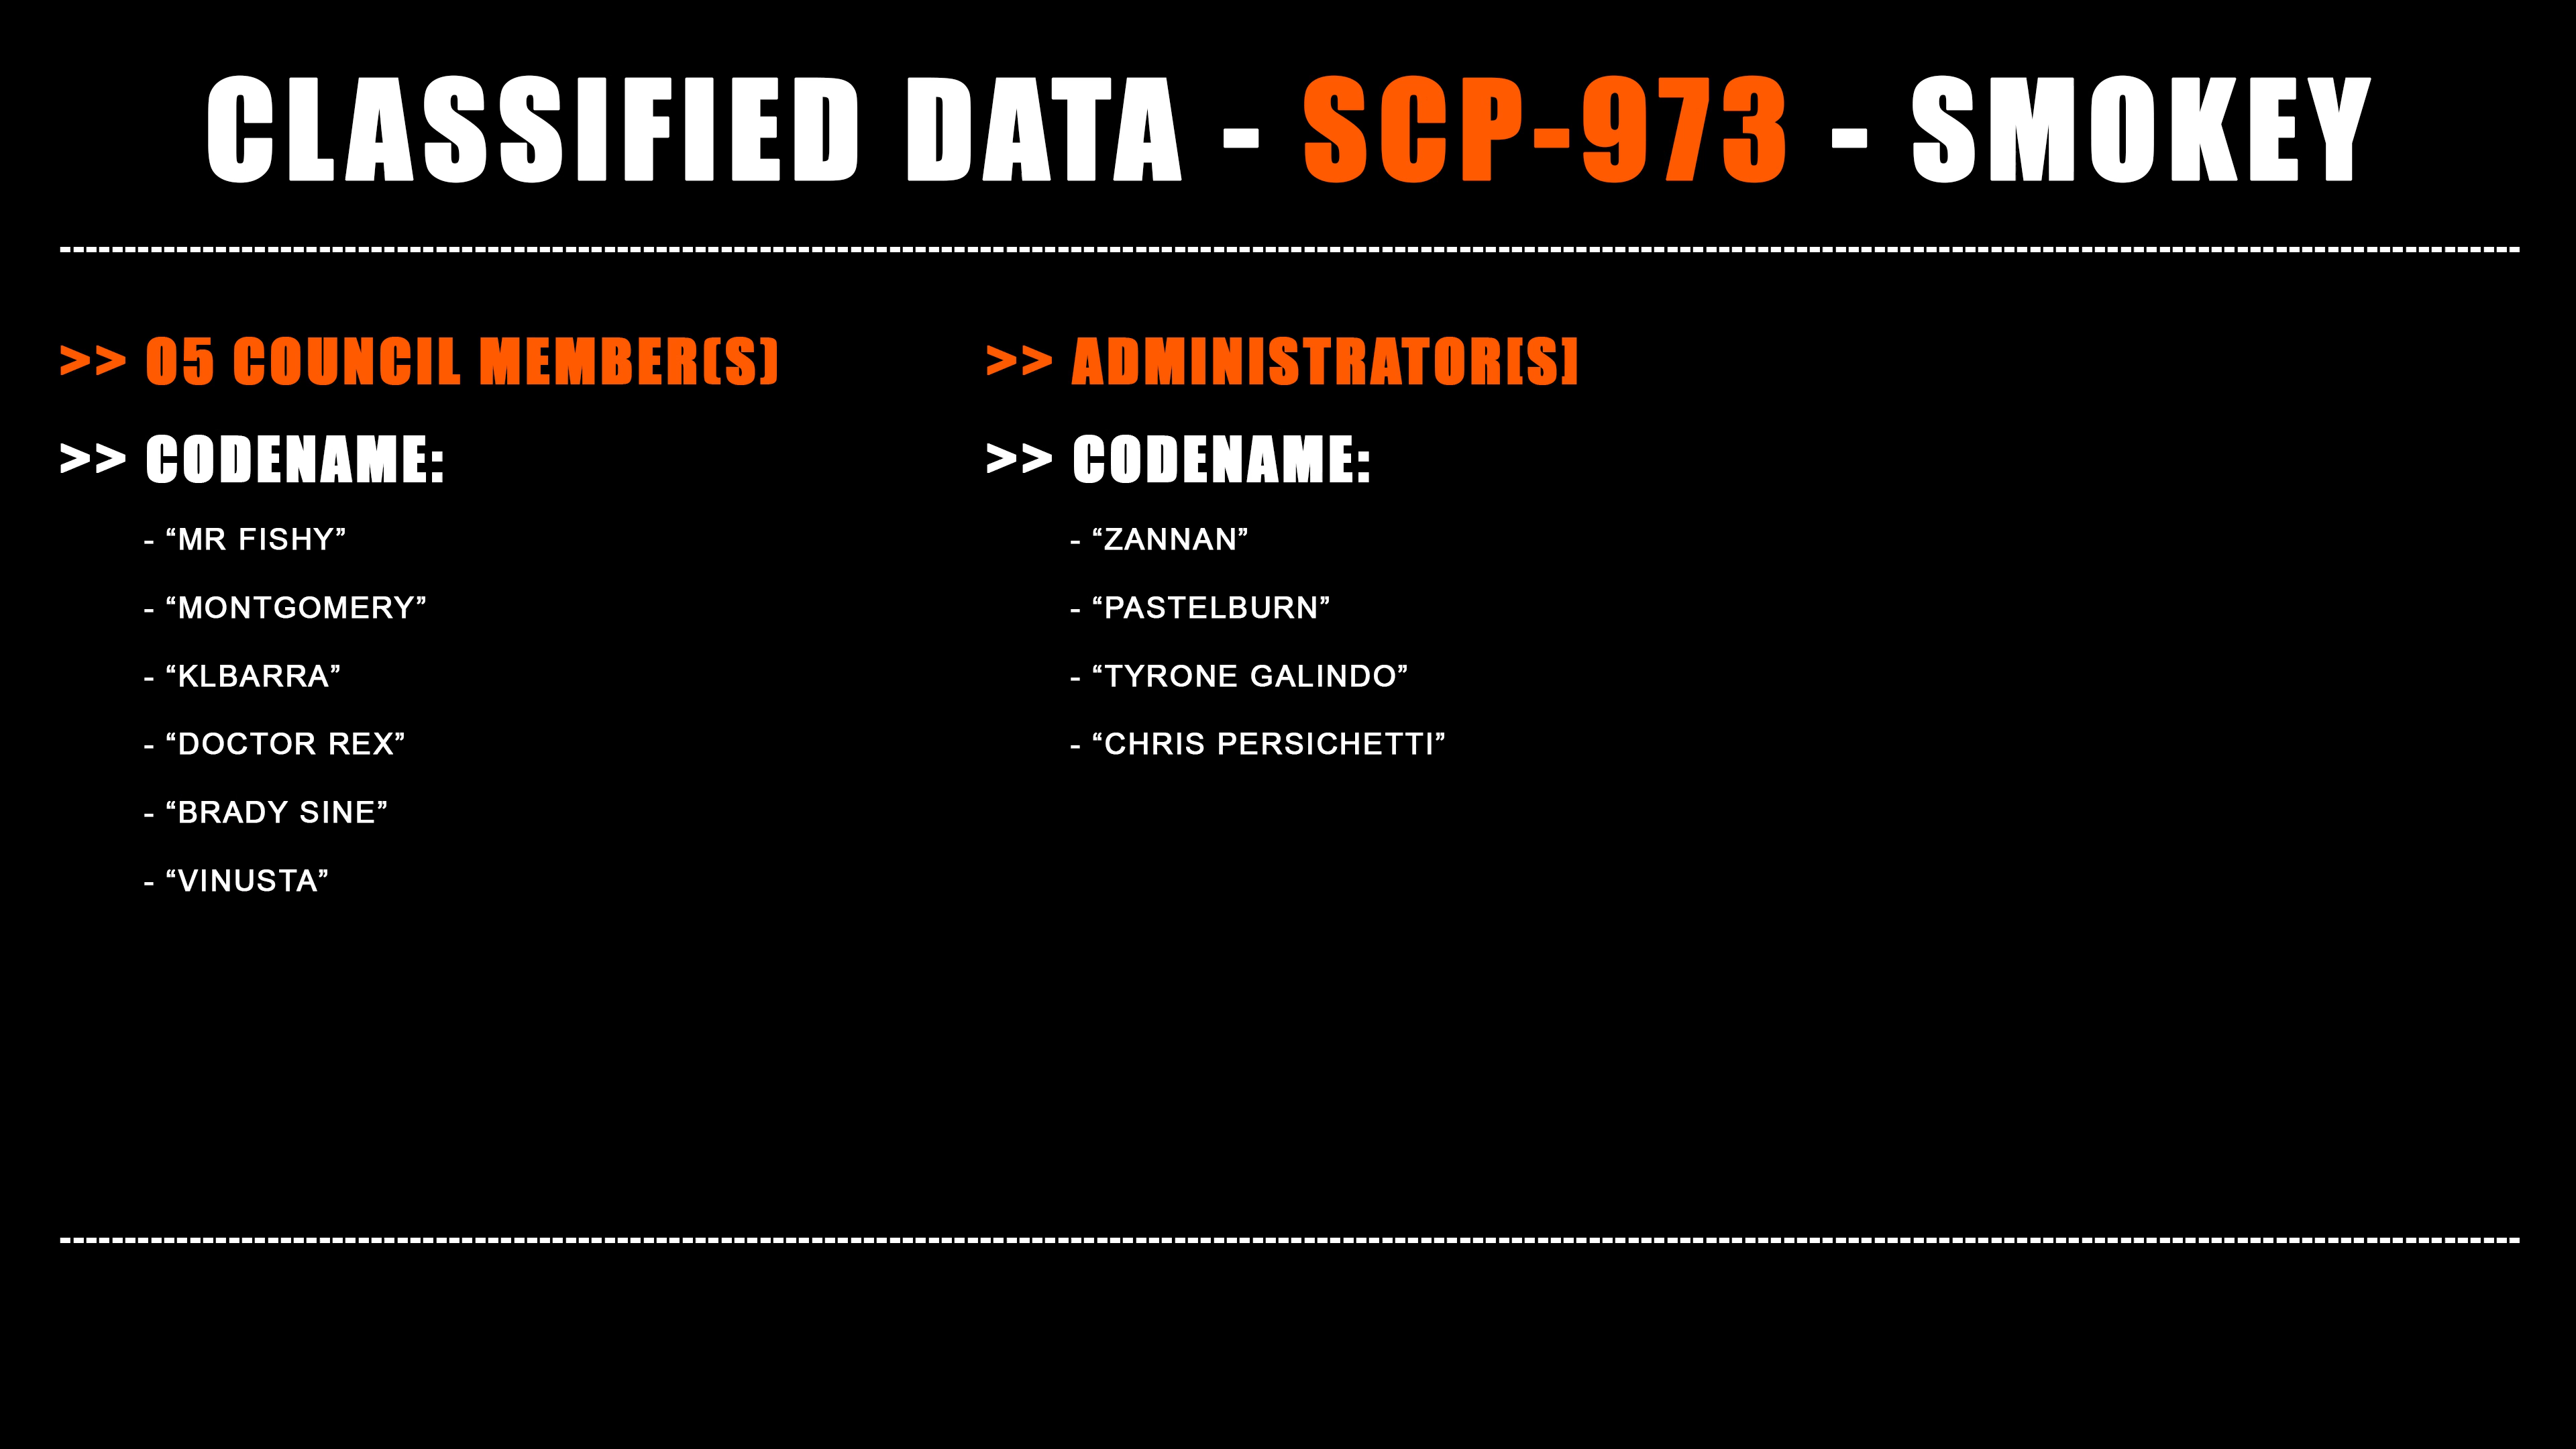 CLASSIFIED DATA - SCP-973 - SMOKEY
>> O5 COUNCIL MEMBER(S)
>> CODENAME:
- “MR FISHY”
- “MONTGOMERY”
- “KLBARRA”
- “DOCTOR REX”
- “BRADY SINE”
- “VINUSTA”
>> ADMINISTRATOR[S]
>> CODENAME:
- “ZANNAN”
- “PASTELBURN”
- “TYRONE GALINDO”
- “CHRIS PERSICHETTI”